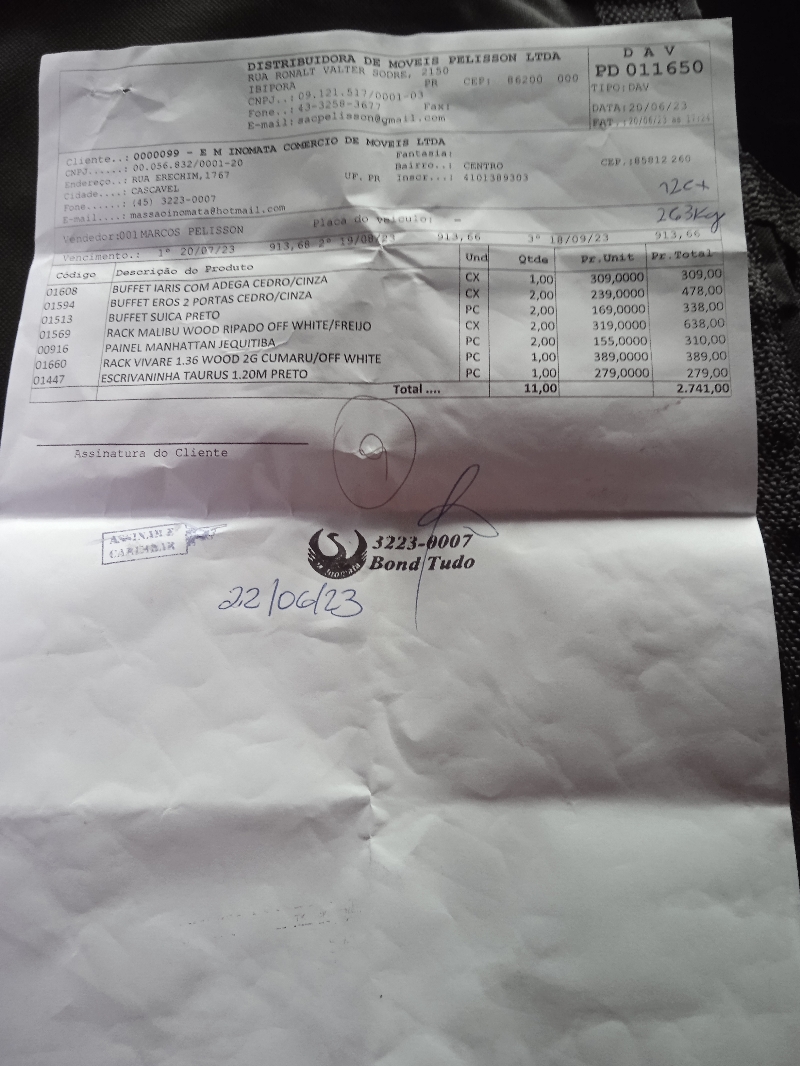 DISTRIBUIDORA DE MOVEIS PELISSON LTDA
RUA RONALT VALTER SODRE, 2150
IBIPORA PR CEP: 86200 000
CNPJ..: 09.121.517/0001-03
Fone..: 43-3258-3677 Fax:
E-mail: sacpelisson@gmail.com
D A V
PD 011650
TIPO: DAV
DATA: 20/06/23
FAT.: 20/06/23 as
Cliente..: 0000099 - E M INOMATA COMERCIO DE MOVEIS LTDA
CNPJ.....: 00.056.832/0001-20 Fantasia:
Endereço..: RUA ERECHIM,1767 Bairro..: CENTRO CEP.:85812 260
Cidade....: CASCAVEL UF. PR Inscr...: 4101389303
Fone......: (45) 3223-0007
E-mail....: massaoinomata@hotmail.com
12cx
263Kg
Vendedor:001 MARCOS PELISSON Placa do veiculo: -
Vencimento.: 1º 20/07/23 913,68 2º 19/08/23 913,66 3º 18/09/23 913,66
Código Descrição do Produto Und Qtde Pr.Unit Pr.Total
01608 BUFFET IARIS COM ADEGA CEDRO/CINZA CX 1,00 309,0000 309,00
01594 BUFFET EROS 2 PORTAS CEDRO/CINZA CX 2,00 239,0000 478,00
01513 BUFFET SUICA PRETO PC 2,00 169,0000 338,00
01569 RACK MALIBU WOOD RIPADO OFF WHITE/FREIJO CX 2,00 319,0000 638,00
00916 PAINEL MANHATTAN JEQUITIBA PC 2,00 155,0000 310,00
01660 RACK VIVARE 1.36 WOOD 2G CUMARU/OFF WHITE PC 1,00 389,0000 389,00
01447 ESCRIVANINHA TAURUS 1.20M PRETO PC 1,00 279,0000 279,00
Total .... 11,00 2.741,00
Assinatura do Cliente
ASSINAR E
CARIMBAR
3223-0007
Inomata Bond Tudo
22/06/23